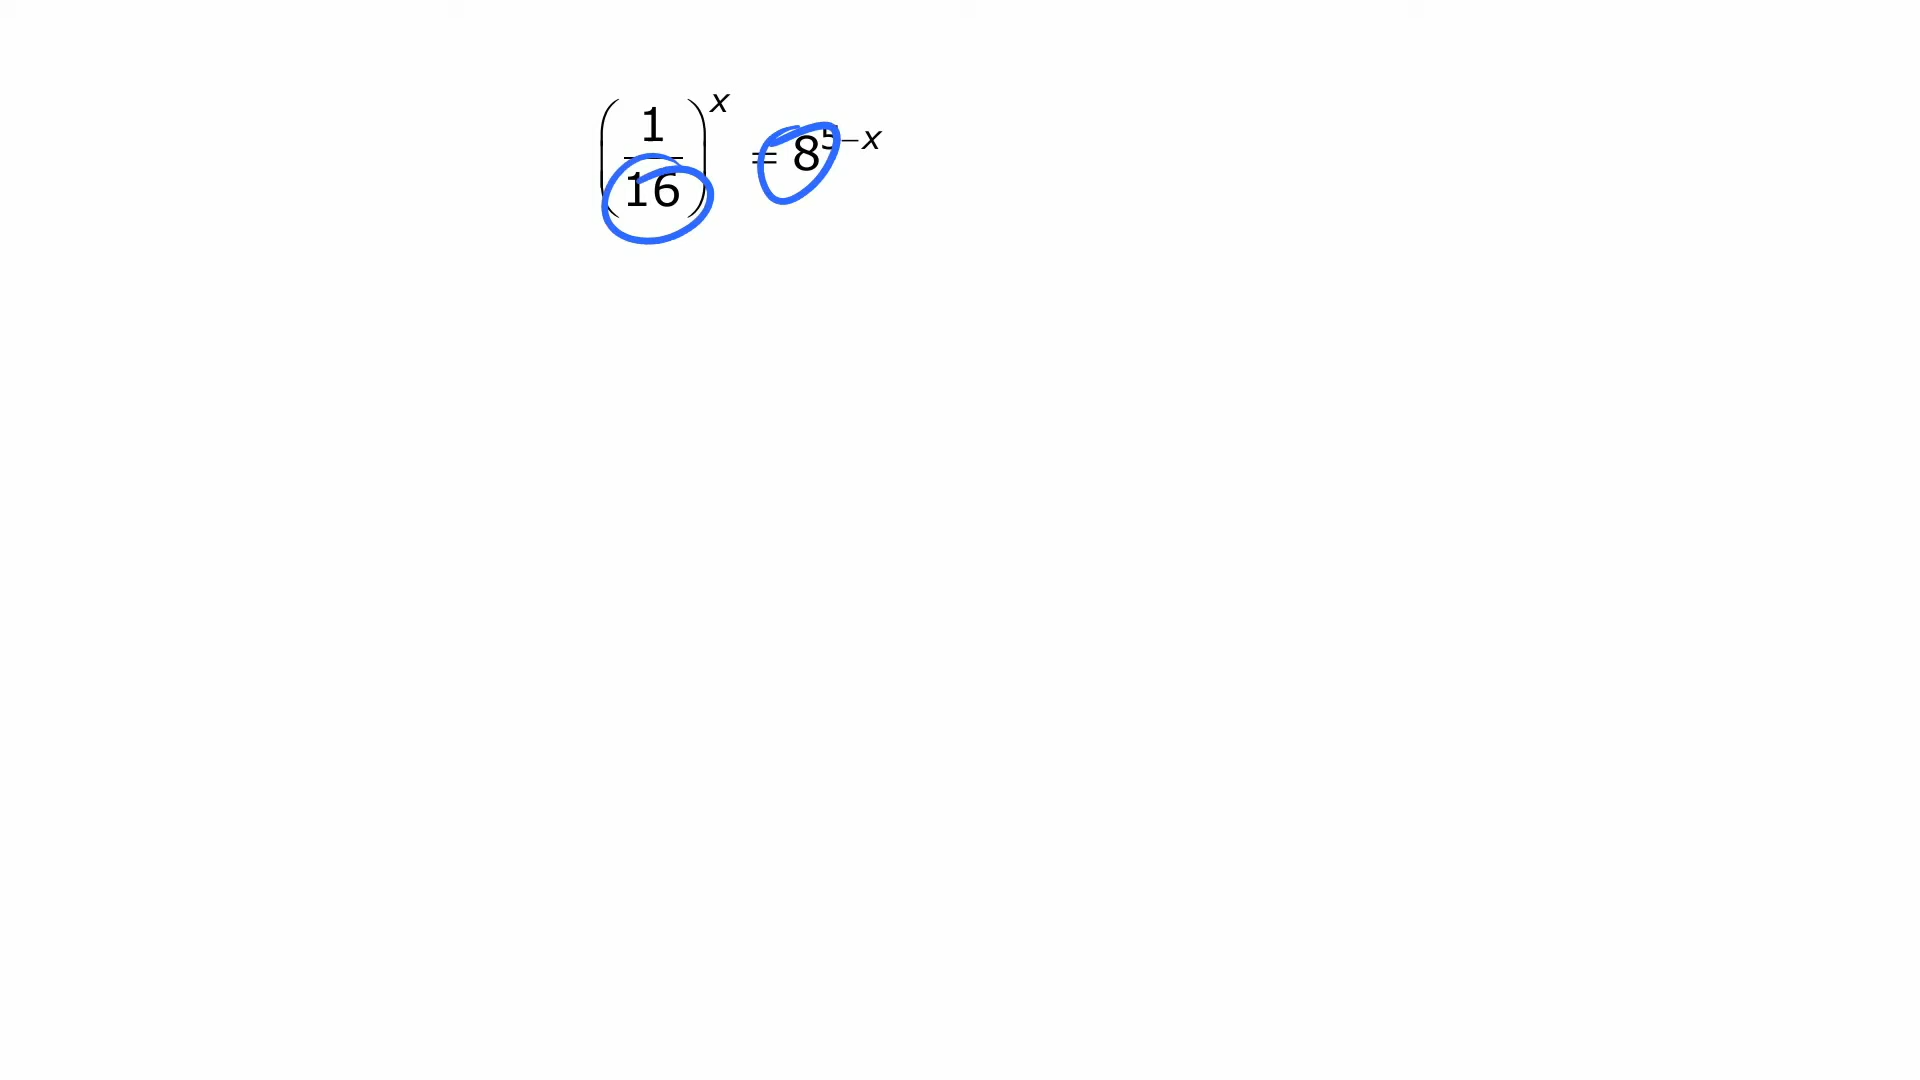 (1/16)^x = 8^{5−x}